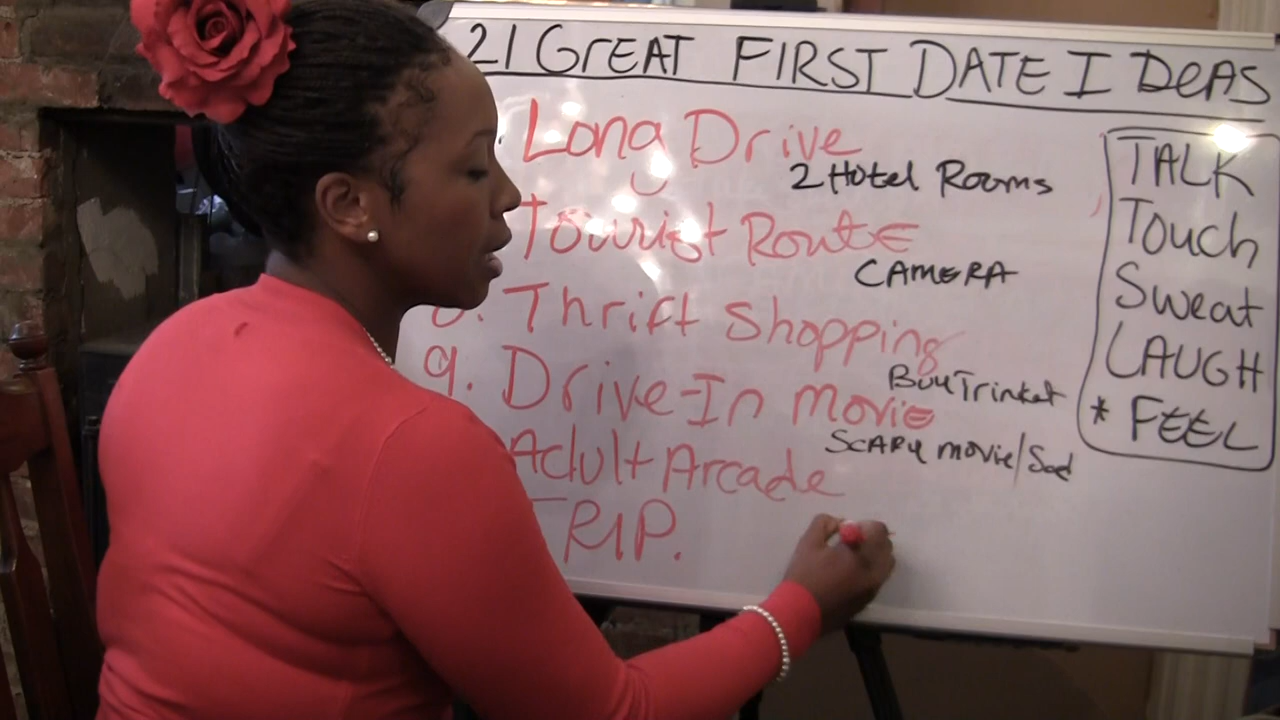 21 GREAT FIRST DATE IDEAS
Long Drive
2 Hotel Rooms
Tourist Route
CAMERA
8. Thrift Shopping
9. Drive-In Movie
Buy Trinket
Adult Arcade
SCARY movie/Sad
TRIP.
TALK
Touch
Sweat
LAUGH
* FEEL